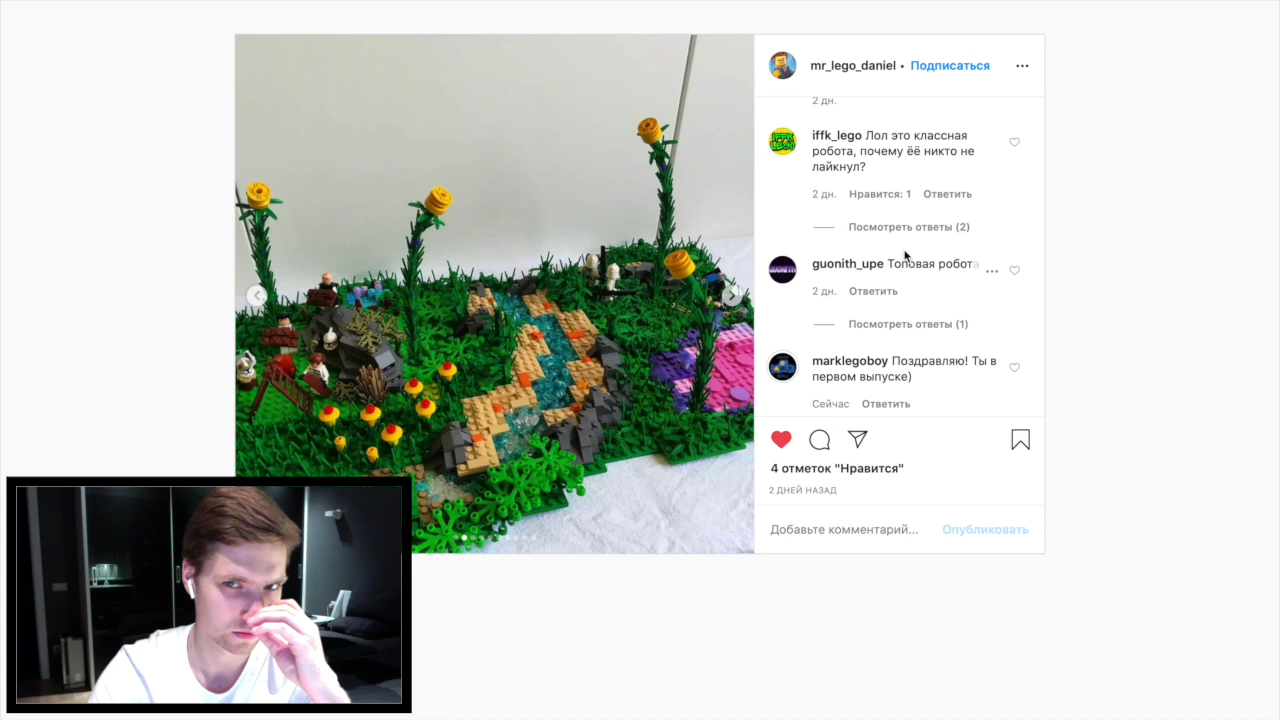 mr_lego_daniel • Подписаться
2 дн.
iffk_lego Лол это классная
робота, почему ёё никто не
лайкнул?
2 дн. Нравится: 1 Ответить
Посмотреть ответы (2)
guonith_upe Топовая робота
2 дн. Ответить
Посмотреть ответы (1)
marklegoboy Поздравляю! Ты в
первом выпуске)
Сейчас Ответить
4 отметок "Нравится"
2 ДНЕЙ НАЗАД
Добавьте комментарий... Опубликовать